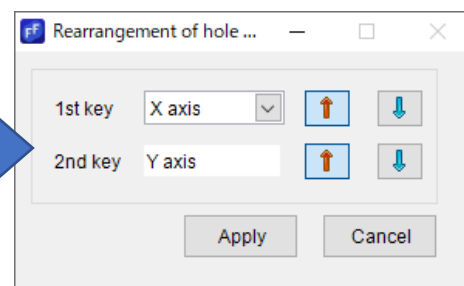 Rearrangement of hole ...
1st key X axis
2nd key Y axis
Apply Cancel